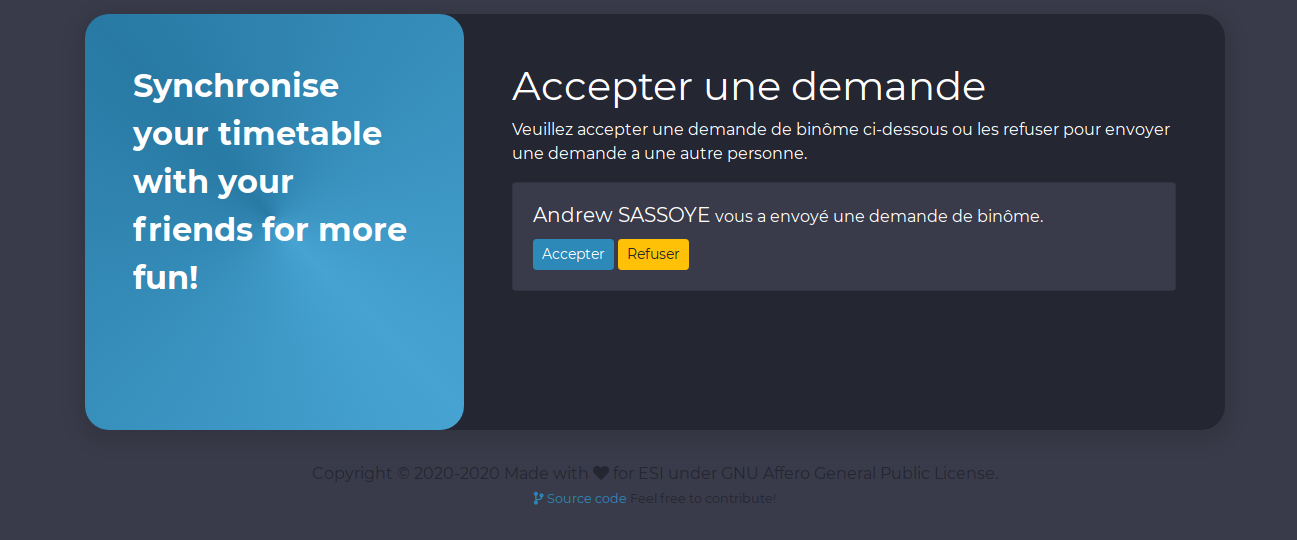 Synchronise
your timetable
with your
friends for more
fun!
Accepter une demande
Veuillez accepter une demande de binôme ci-dessous ou les refuser pour envoyer
une demande a une autre personne.
Andrew SASSOYE vous a envoyé une demande de binôme.
Accepter Refuser
Copyright © 2020-2020 Made with ❤ for ESI under GNU Affero General Public License.
Source code Feel free to contribute!